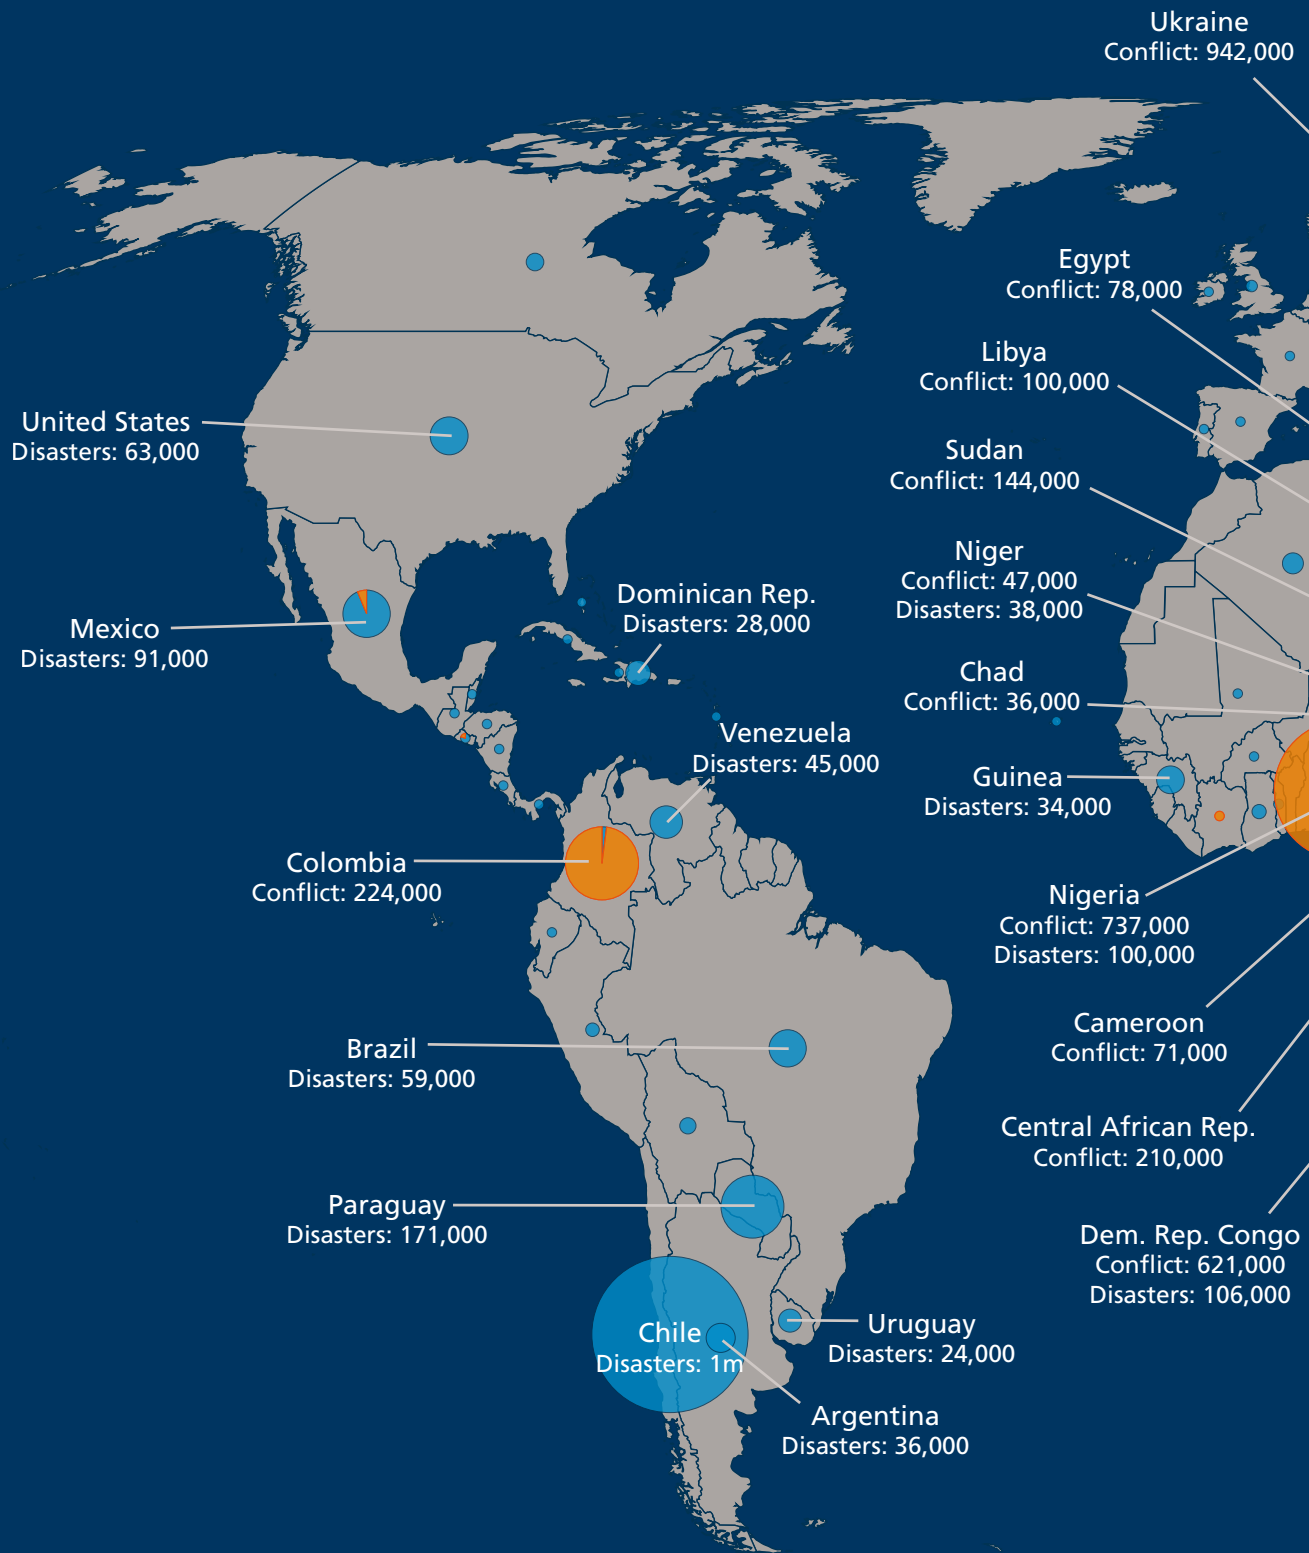 Ukraine
Conflict: 942,000
Egypt
Conflict: 78,000
Libya
Conflict: 100,000
United States
Disasters: 63,000
Sudan
Conflict: 144,000
Niger
Conflict: 47,000
Disasters: 38,000
Dominican Rep.
Disasters: 28,000
Mexico
Disasters: 91,000
Chad
Conflict: 36,000
Venezuela
Disasters: 45,000
Guinea
Disasters: 34,000
Colombia
Conflict: 224,000
Nigeria
Conflict: 737,000
Disasters: 100,000
Cameroon
Conflict: 71,000
Brazil
Disasters: 59,000
Central African Rep.
Conflict: 210,000
Paraguay
Disasters: 171,000
Dem. Rep. Congo
Conflict: 621,000
Disasters: 106,000
Chile
Disasters: 1m
Uruguay
Disasters: 24,000
Argentina
Disasters: 36,000